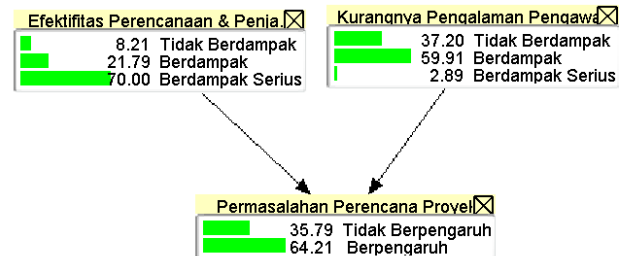 Efektifitas Perencanaan & Penja.
8.21 Tidak Berdampak
21.79 Berdampak
70.00 Berdampak Serius
Kurangnya Pengalaman Pengawa
37.20 Tidak Berdampak
59.91 Berdampak
2.89 Berdampak Serius
Permasalahan Perencana Proyek
35.79 Tidak Berpengaruh
64.21 Berpengaruh